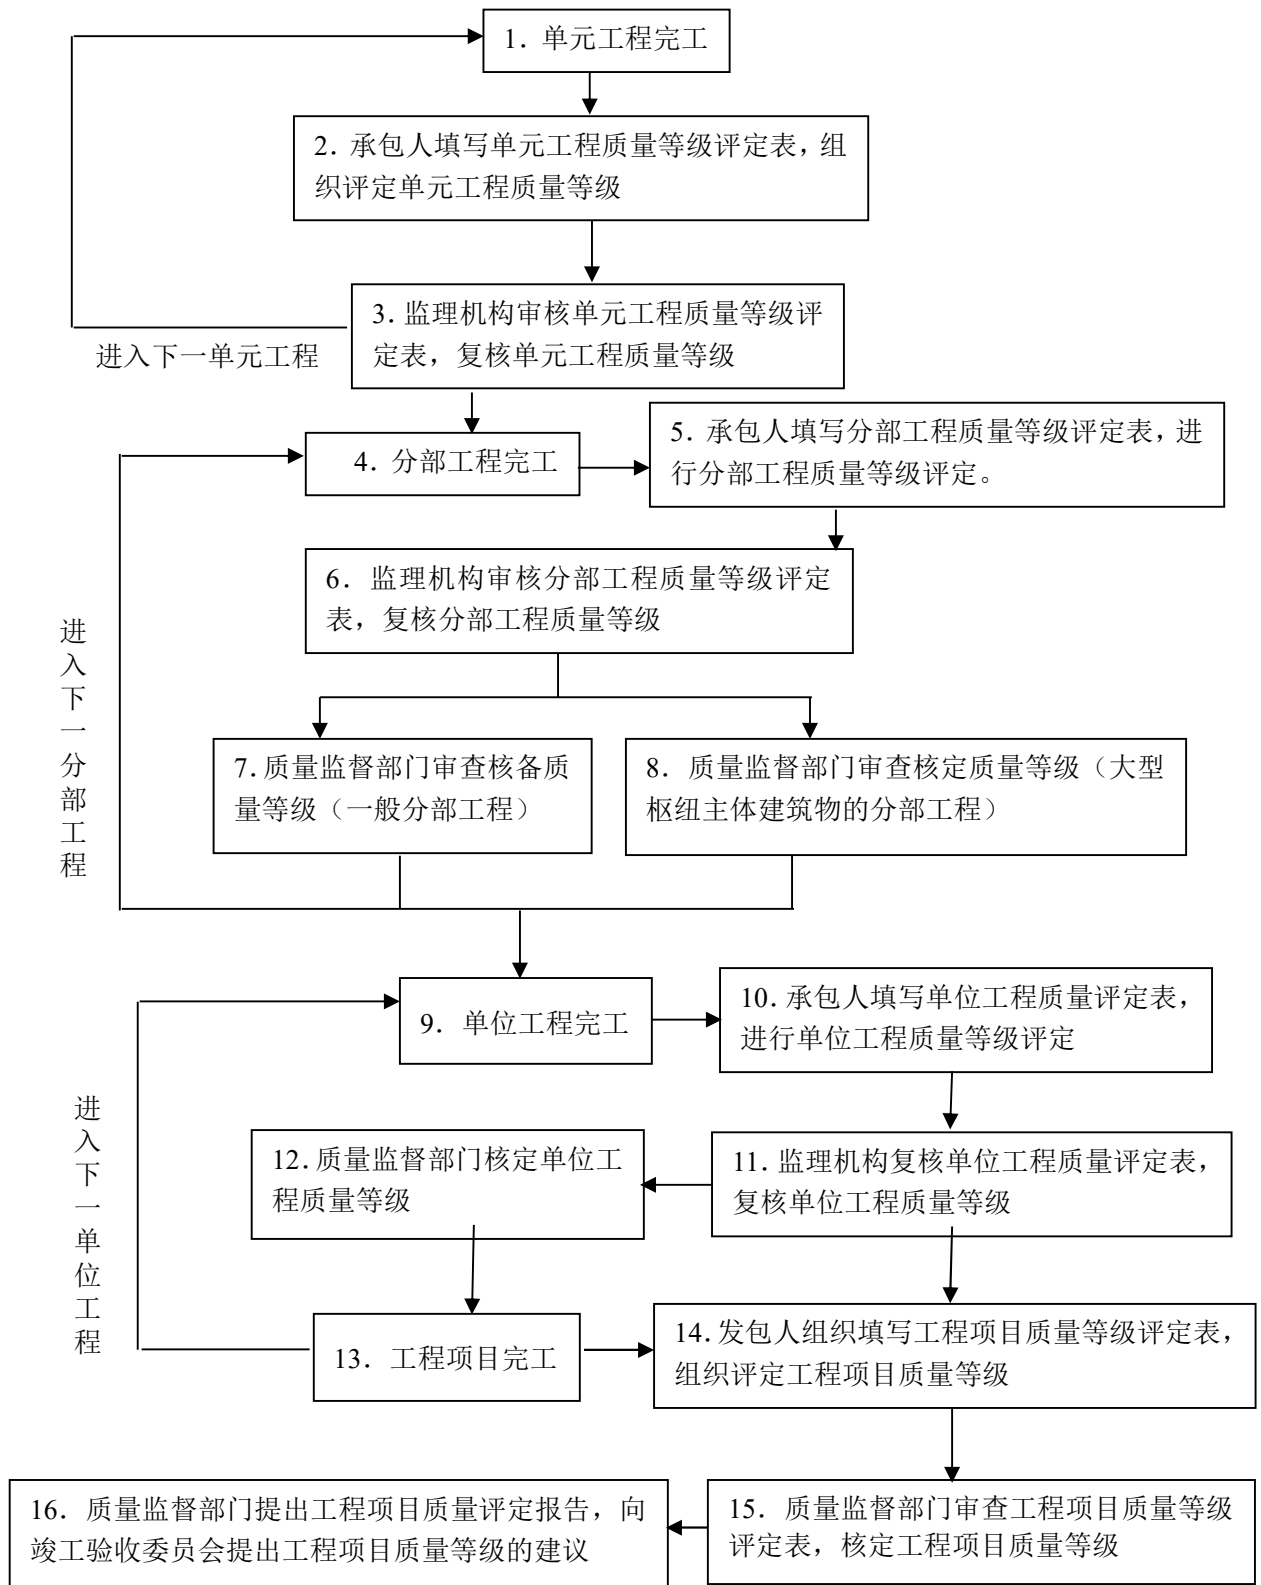 1. 单元工程完工
2. 承包人填写单元工程质量等级评定表，组
织评定单元工程质量等级
3. 监理机构审核单元工程质量等级评
定表，复核单元工程质量等级
进入下一单元工程
4. 分部工程完工
5. 承包人填写分部工程质量等级评定表，进
行分部工程质量等级评定。
6. 监理机构审核分部工程质量等级评定
表，复核分部工程质量等级
进入下一分部工程
7. 质量监督部门审查核备质
量等级（一般分部工程）
8. 质量监督部门审查核定质量等级（大型
枢纽主体建筑物的分部工程）
9. 单位工程完工
10. 承包人填写单位工程质量评定表，
进行单位工程质量等级评定
进入下一单位工程
12. 质量监督部门核定单位工
程质量等级
11. 监理机构复核单位工程质量评定表，
复核单位工程质量等级
13. 工程项目完工
14. 发包人组织填写工程项目质量等级评定表，
组织评定工程项目质量等级
16. 质量监督部门提出工程项目质量评定报告，向
竣工验收委员会提出工程项目质量等级的建议
15. 质量监督部门审查工程项目质量等级
评定表，核定工程项目质量等级